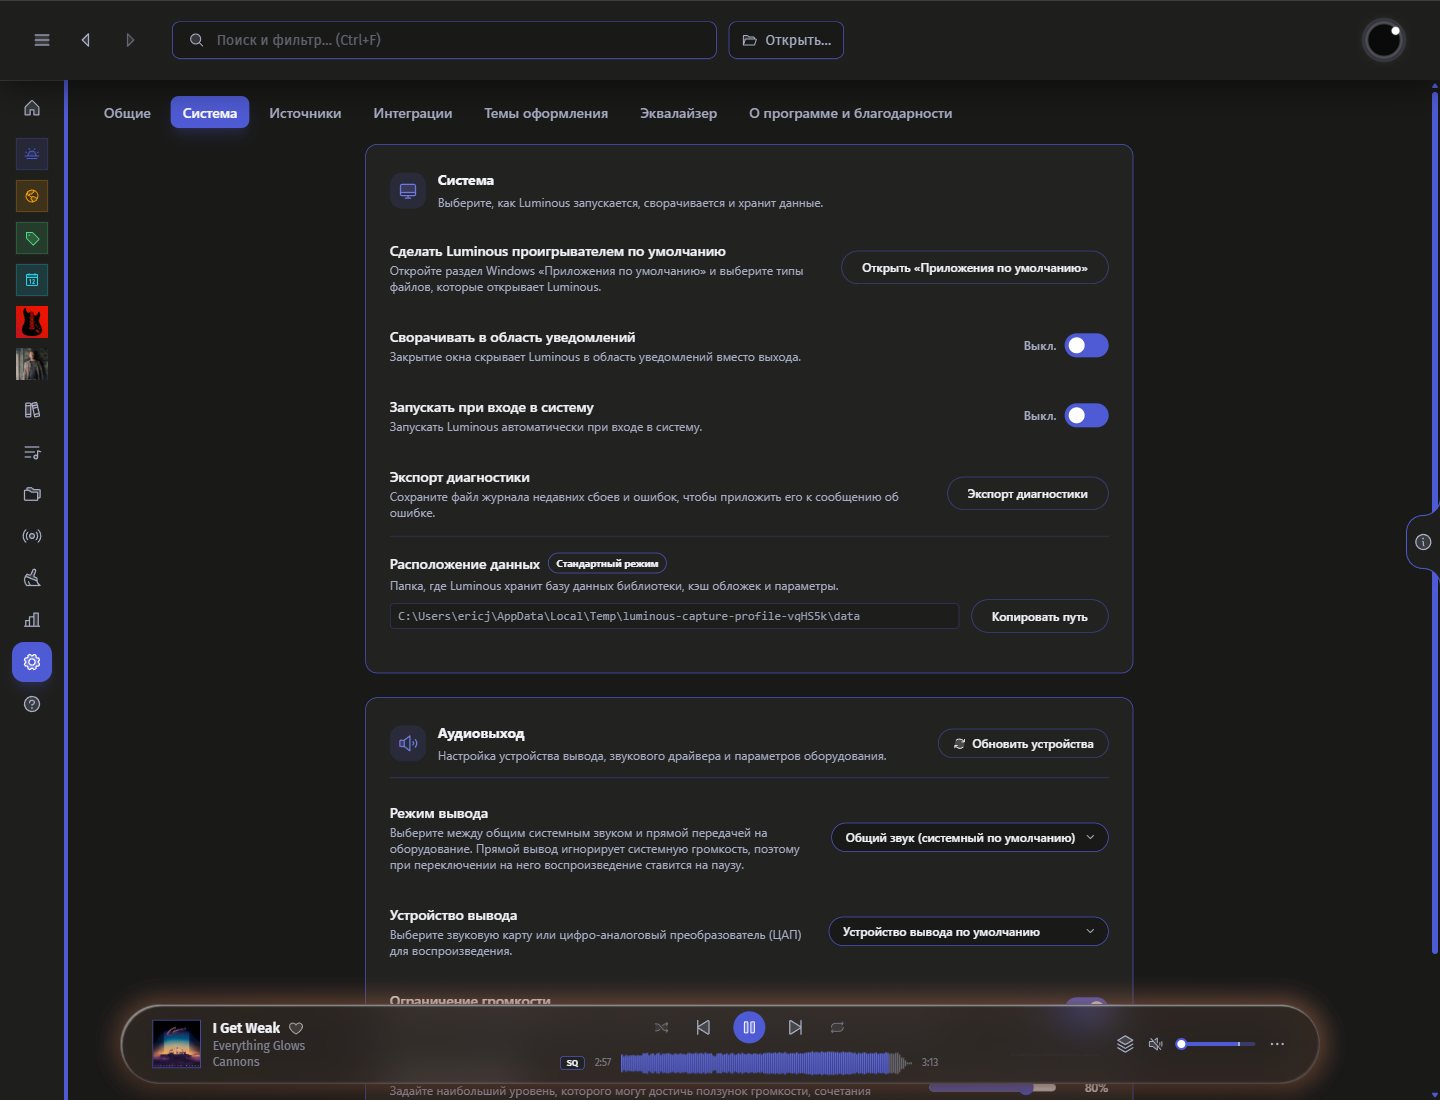 Поиск и фильтр... (Ctrl+F)
Открыть...
Общие
Система
Источники
Интеграции
Темы оформления
Эквалайзер
О программе и благодарности
12
Система
Выберите, как Luminous запускается, сворачивается и хранит данные.
Сделать Luminous проигрывателем по умолчанию
Откройте раздел Windows «Приложения по умолчанию» и выберите типы
файлов, которые открывает Luminous.
Открыть «Приложения по умолчанию»
Сворачивать в область уведомлений
Закрытие окна скрывает Luminous в область уведомлений вместо выхода.
Выкл.
Запускать при входе в систему
Запускать Luminous автоматически при входе в систему.
Выкл.
Экспорт диагностики
Сохраните файл журнала недавних сбоев и ошибок, чтобы приложить его к сообщению об
ошибке.
Экспорт диагностики
Расположение данных
Стандартный режим
Папка, где Luminous хранит базу данных библиотеки, кэш обложек и параметры.
C:\Users\ericj\AppData\Local\Temp\luminous-capture-profile-vqHS5k\data
Копировать путь
Аудиовыход
Настройка устройства вывода, звукового драйвера и параметров оборудования.
Обновить устройства
Режим вывода
Выберите между общим системным звуком и прямой передачей на
оборудование. Прямой вывод игнорирует системную громкость, поэтому
при переключении на него воспроизведение ставится на паузу.
Общий звук (системный по умолчанию)
Устройство вывода
Выберите звуковую карту или цифро-аналоговый преобразователь (ЦАП)
для воспроизведения.
Устройство вывода по умолчанию
Ограничение громкости
I Get Weak
Everything Glows
Cannons
SQ
2:57
3:13
Задайте наибольший уровень, которого могут достичь ползунок громкости, сочетания
80%